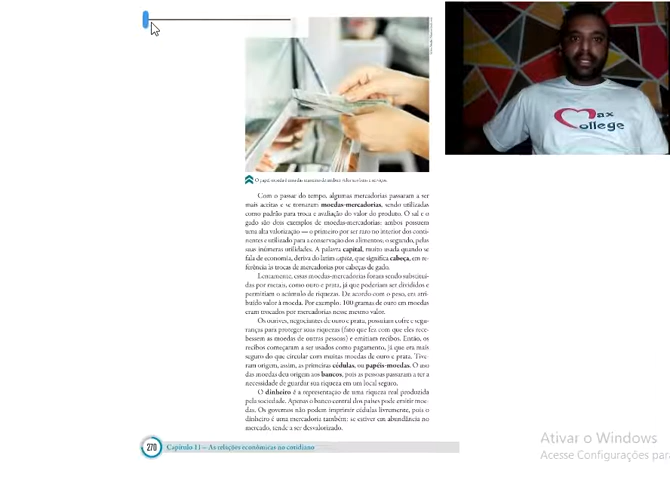 O papel-moeda é uma das maneiras de
Com o passar do tempo, algumas mercadorias passaram a ser
mais aceitas e se tornaram moedas-mercadorias, sendo utilizadas
como padrão para troca e avaliação do valor do produto. O sal e o
gado são dois exemplos de moedas-mercadorias: ambos possuem
uma alta valorização — o primeiro por ser raro no interior dos conti-
nentes e utilizado para a conservação dos alimentos; o segundo, pelas
suas inúmeras utilidades. A palavra capital, muito usada quando se
fala de economia, deriva do latim capita, que significa cabeça, em re-
ferência às trocas de mercadorias por cabeças de gado.
Lentamente, essas moedas-mercadorias foram sendo substituí-
das por metais, como ouro e prata, já que poderiam ser divididos e
permitiam o acúmulo de riquezas. De acordo com o peso, era atri-
buído valor à moeda. Por exemplo: 100 gramas de ouro em moedas
eram trocados por mercadorias nesse mesmo valor.
Os ourives, negociantes de ouro e prata, possuíam cofre e segu-
ranças para proteger suas riquezas (fato que fez com que eles rece-
bessem as moedas de outras pessoas) e emitiam recibos. Então, os
recibos começaram a ser usados como pagamento, já que era mais
seguro do que circular com muitas moedas de ouro e prata. Tive-
ram origem, assim, as primeiras cédulas, ou papéis-moedas. O uso
das moedas deu origem aos bancos, pois as pessoas passaram a ter a
necessidade de guardar sua riqueza em um local seguro.
O dinheiro é a representação de uma riqueza real produzida
pela sociedade. Apenas o banco central dos países pode emitir moe-
das. Os governos não podem imprimir cédulas livremente, pois o
dinheiro é uma mercadoria também: se estiver em abundância no
mercado, tende a ser desvalorizado.
270 Capítulo 11 – As relações econômicas no cotidiano
Max
College
Ativar o Windows
Acesse Configurações para